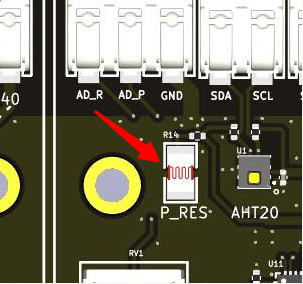 AD_R AD_P GND SDA SCL
40
R14
U1
P_RES AHT20
RV1
U11